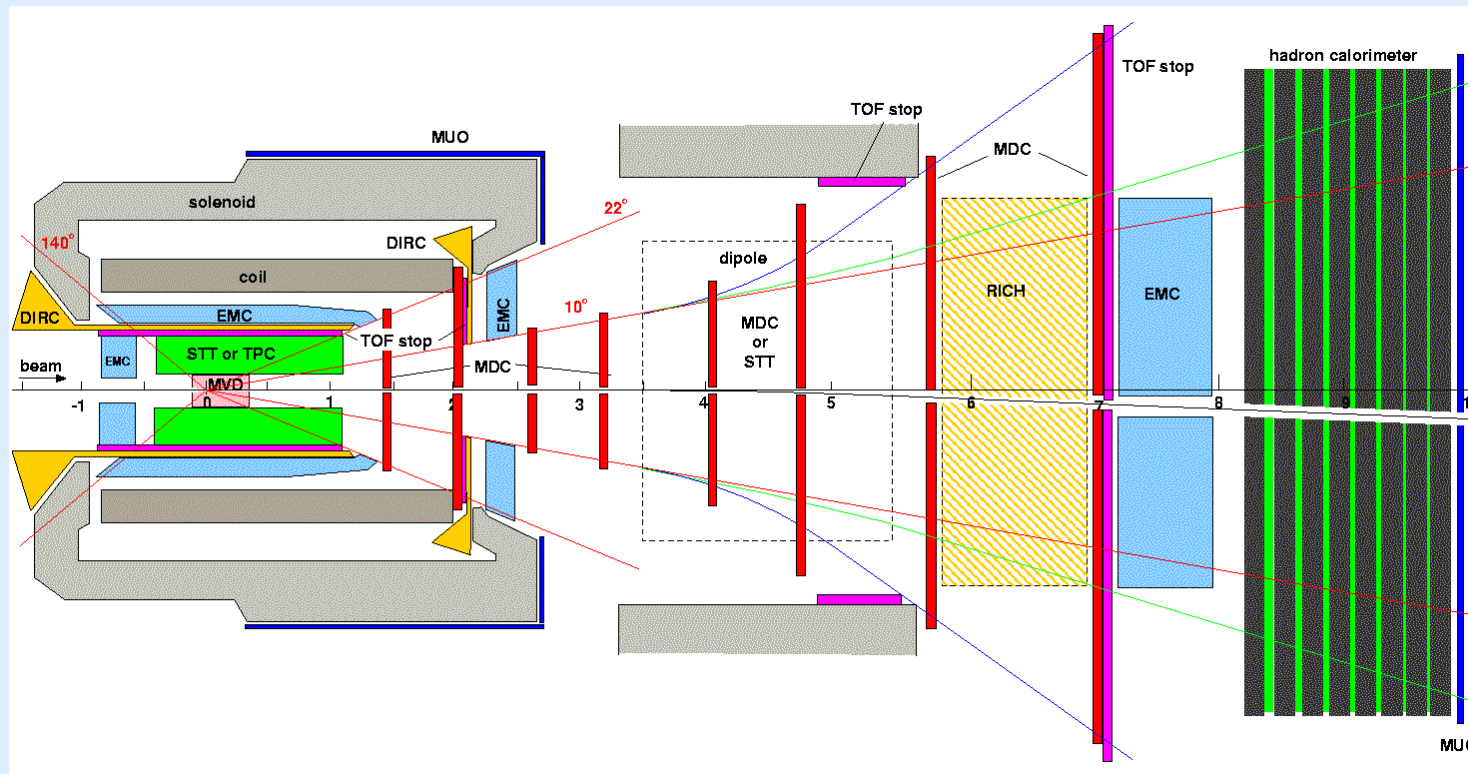 hadron calorimeter
TOF stop
TOF stop
MUO
MDC
solenoid
22°
140°
DIRC
dipole
coil
RICH
EMC
10°
EMC
DIRC
EMC
MDC
or
STT
TOF stop
STT or TPC
EMC
beam
MDC
MVD
-1
0
1
2
3
4
5
6
7
8
9
1
MUO